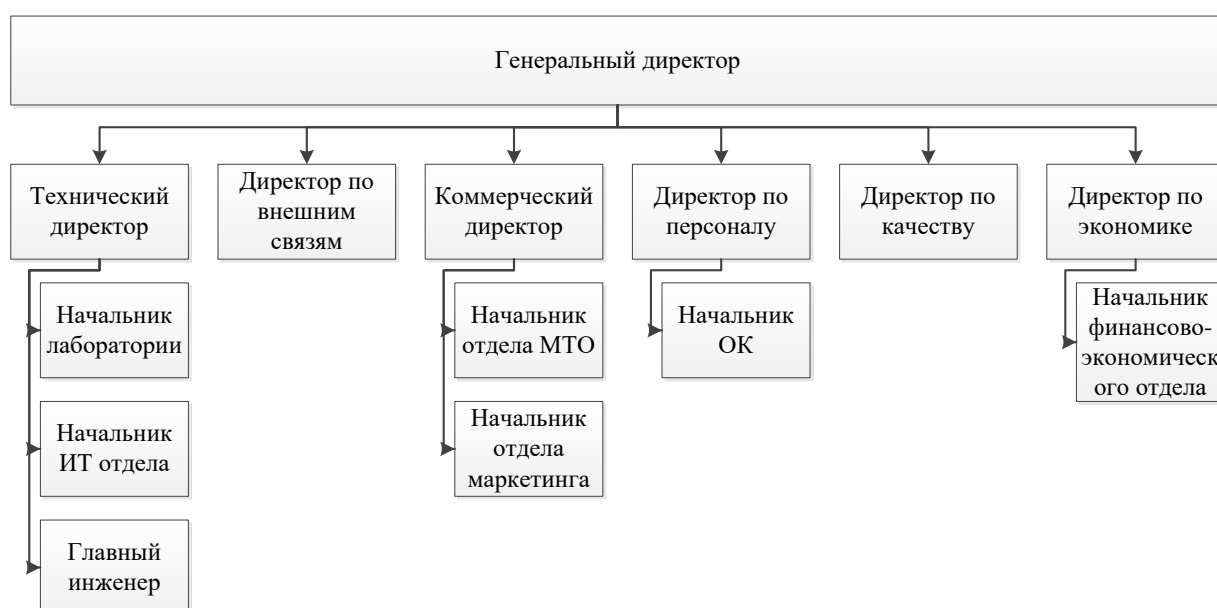 Генеральный директор
Технический
директор
Директор по
внешним
связям
Коммерческий
директор
Директор по
персоналу
Директор по
качеству
Директор по
экономике
Начальник
лаборатории
Начальник
отдела МТО
Начальник
ОК
Начальник
финансово-
экономическ
ого отдела
Начальник
ИТ отдела
Начальник
отдела
маркетинга
Главный
инженер